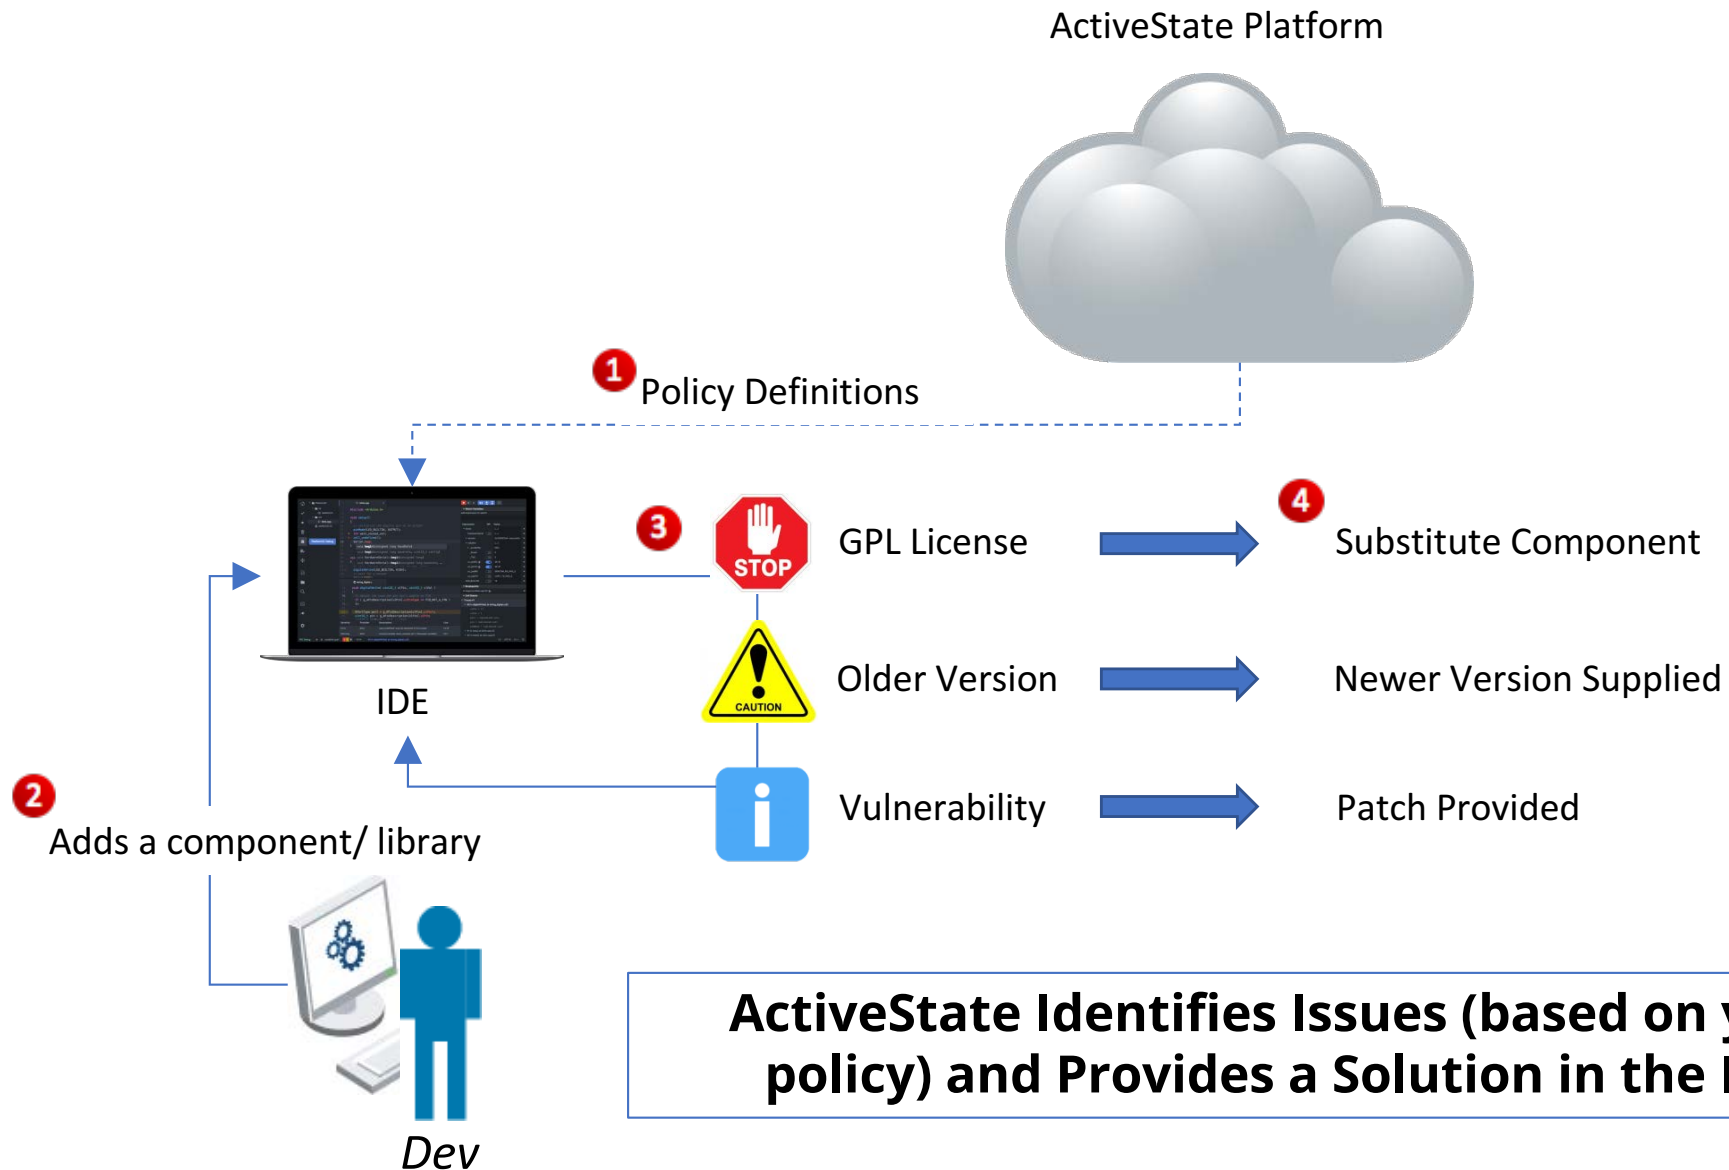 ActiveState Platform
1
Policy Definitions
3
STOP
GPL License
4
Substitute Component
CAUTION
Older Version
Newer Version Supplied
IDE
2
Adds a component/ library
i
Vulnerability
Patch Provided
ActiveState Identifies Issues (based on
policy) and Provides a Solution in the
Dev